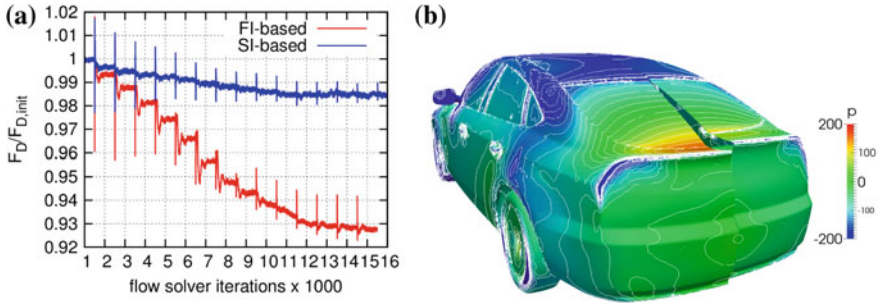 (a)
1.02
1.01
1
0.99
0.98
0.97
0.96
0.95
0.94
0.93
0.92
F_D/F_D,init
FI-based
SI-based
1 2 3 4 5 6 7 8 9 10 11 12 13 14 15 16
flow solver iterations x 1000
(b)
p
200
100
0
-100
-200